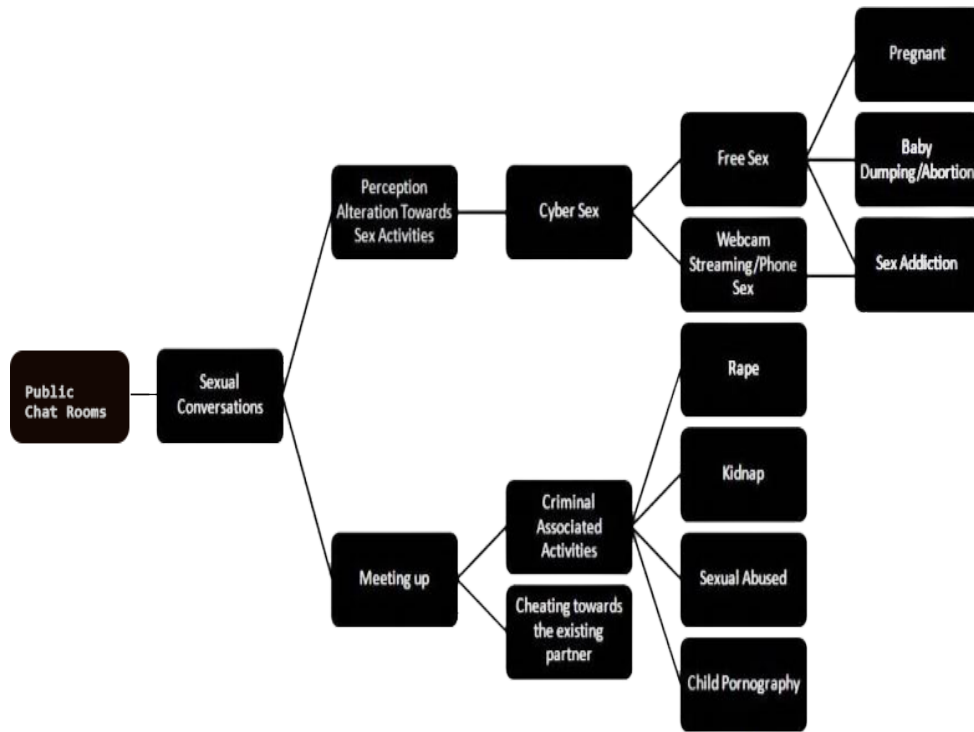 Public
Chat Rooms
Sexual
Conversations
Perception
Alteration Towards
Sex Activities
Cyber Sex
Free Sex
Webcam
Streaming/Phone
Sex
Pregnant
Baby
Dumping/Abortion
Sex Addiction
Meeting up
Criminal
Associated
Activities
Cheating towards
the existing
partner
Rape
Kidnap
Sexual Abused
Child Pornography